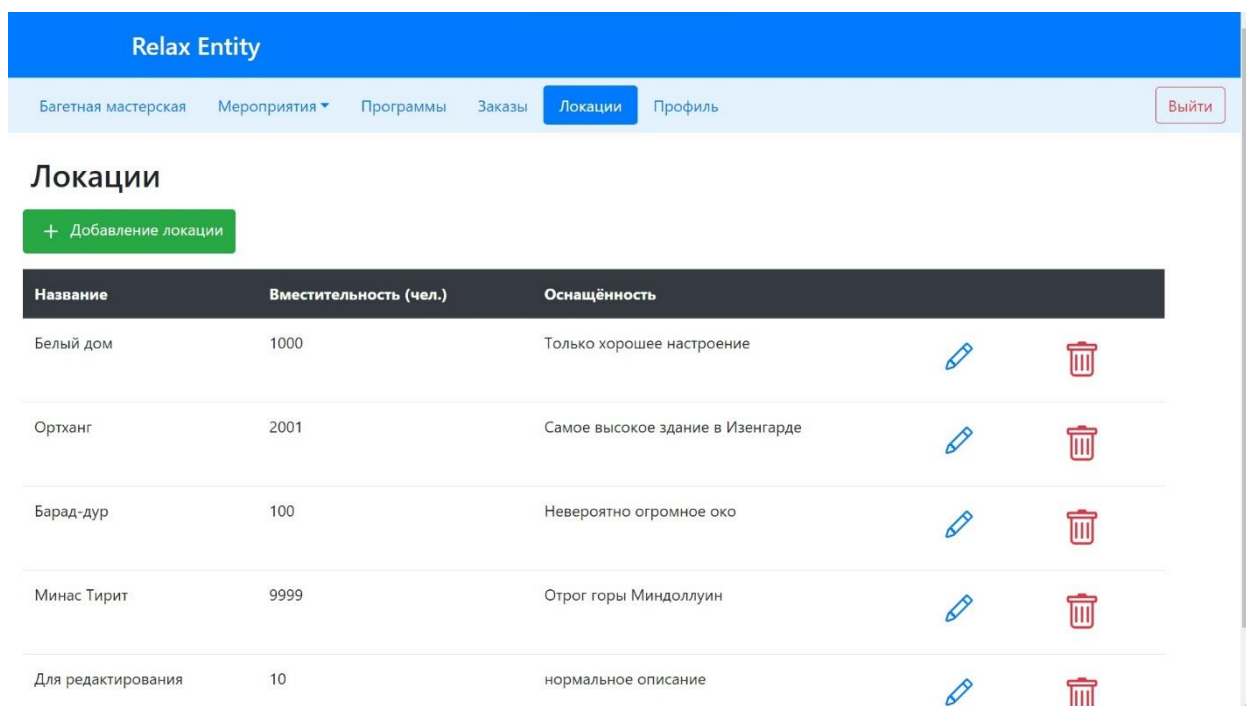 Relax Entity
Багетная мастерская Мероприятия Программы Заказы Локации Профиль Выйти
Локации
+ Добавление локации
Название Вместительность (чел.) Оснащённость
Белый дом 1000 Только хорошее настроение
Ортханг 2001 Самое высокое здание в Изенгарде
Барад-дур 100 Невероятно огромное око
Минас Тирит 9999 Отрог горы Миндоллуин
Для редактирования 10 нормальное описание